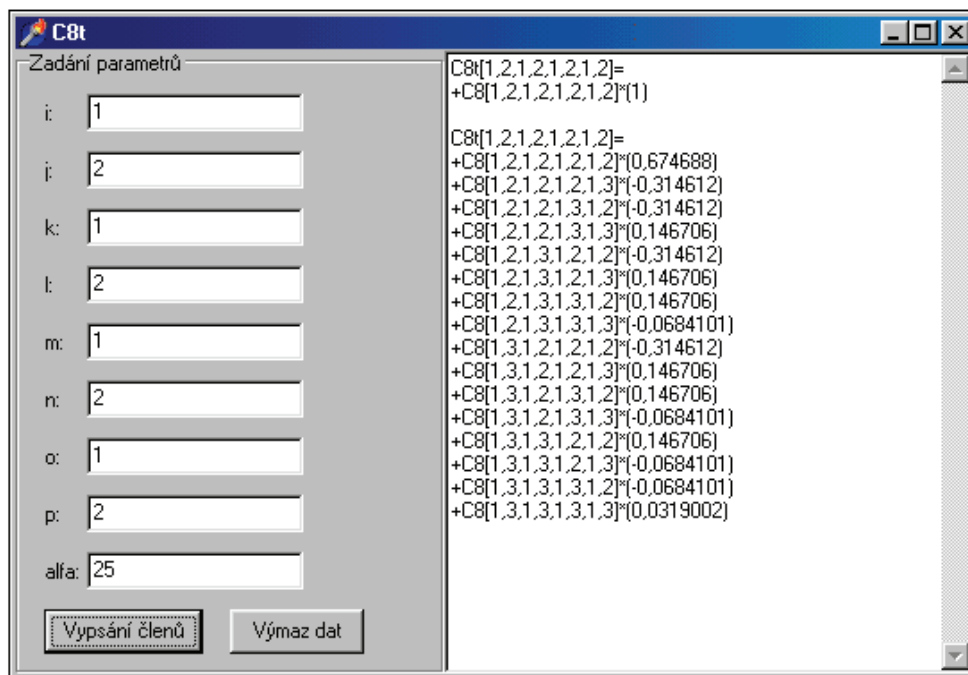 C8t
Zadání parametrů
i: 1
j: 2
k: 1
l: 2
m: 1
n: 2
o: 1
p: 2
alfa: 25
Vypsání členů
Výmaz dat
C8t[1,2,1,2,1,2,1,2]=
+C8[1,2,1,2,1,2,1,2]*(1)
C8t[1,2,1,2,1,2,1,2]=
+C8[1,2,1,2,1,2,1,2]*(0,674688)
+C8[1,2,1,2,1,2,1,3]*(-0,314612)
+C8[1,2,1,2,1,3,1,2]*(-0,314612)
+C8[1,2,1,2,1,3,1,3]*(0,146706)
+C8[1,2,1,3,1,2,1,2]*(-0,314612)
+C8[1,2,1,3,1,2,1,3]*(0,146706)
+C8[1,2,1,3,1,3,1,2]*(0,146706)
+C8[1,2,1,3,1,3,1,3]*(-0,0684101)
+C8[1,3,1,2,1,2,1,2]*(-0,314612)
+C8[1,3,1,2,1,2,1,3]*(0,146706)
+C8[1,3,1,2,1,3,1,2]*(0,146706)
+C8[1,3,1,2,1,3,1,3]*(-0,0684101)
+C8[1,3,1,3,1,2,1,2]*(0,146706)
+C8[1,3,1,3,1,2,1,3]*(-0,0684101)
+C8[1,3,1,3,1,3,1,2]*(-0,0684101)
+C8[1,3,1,3,1,3,1,3]*(0,0319002)